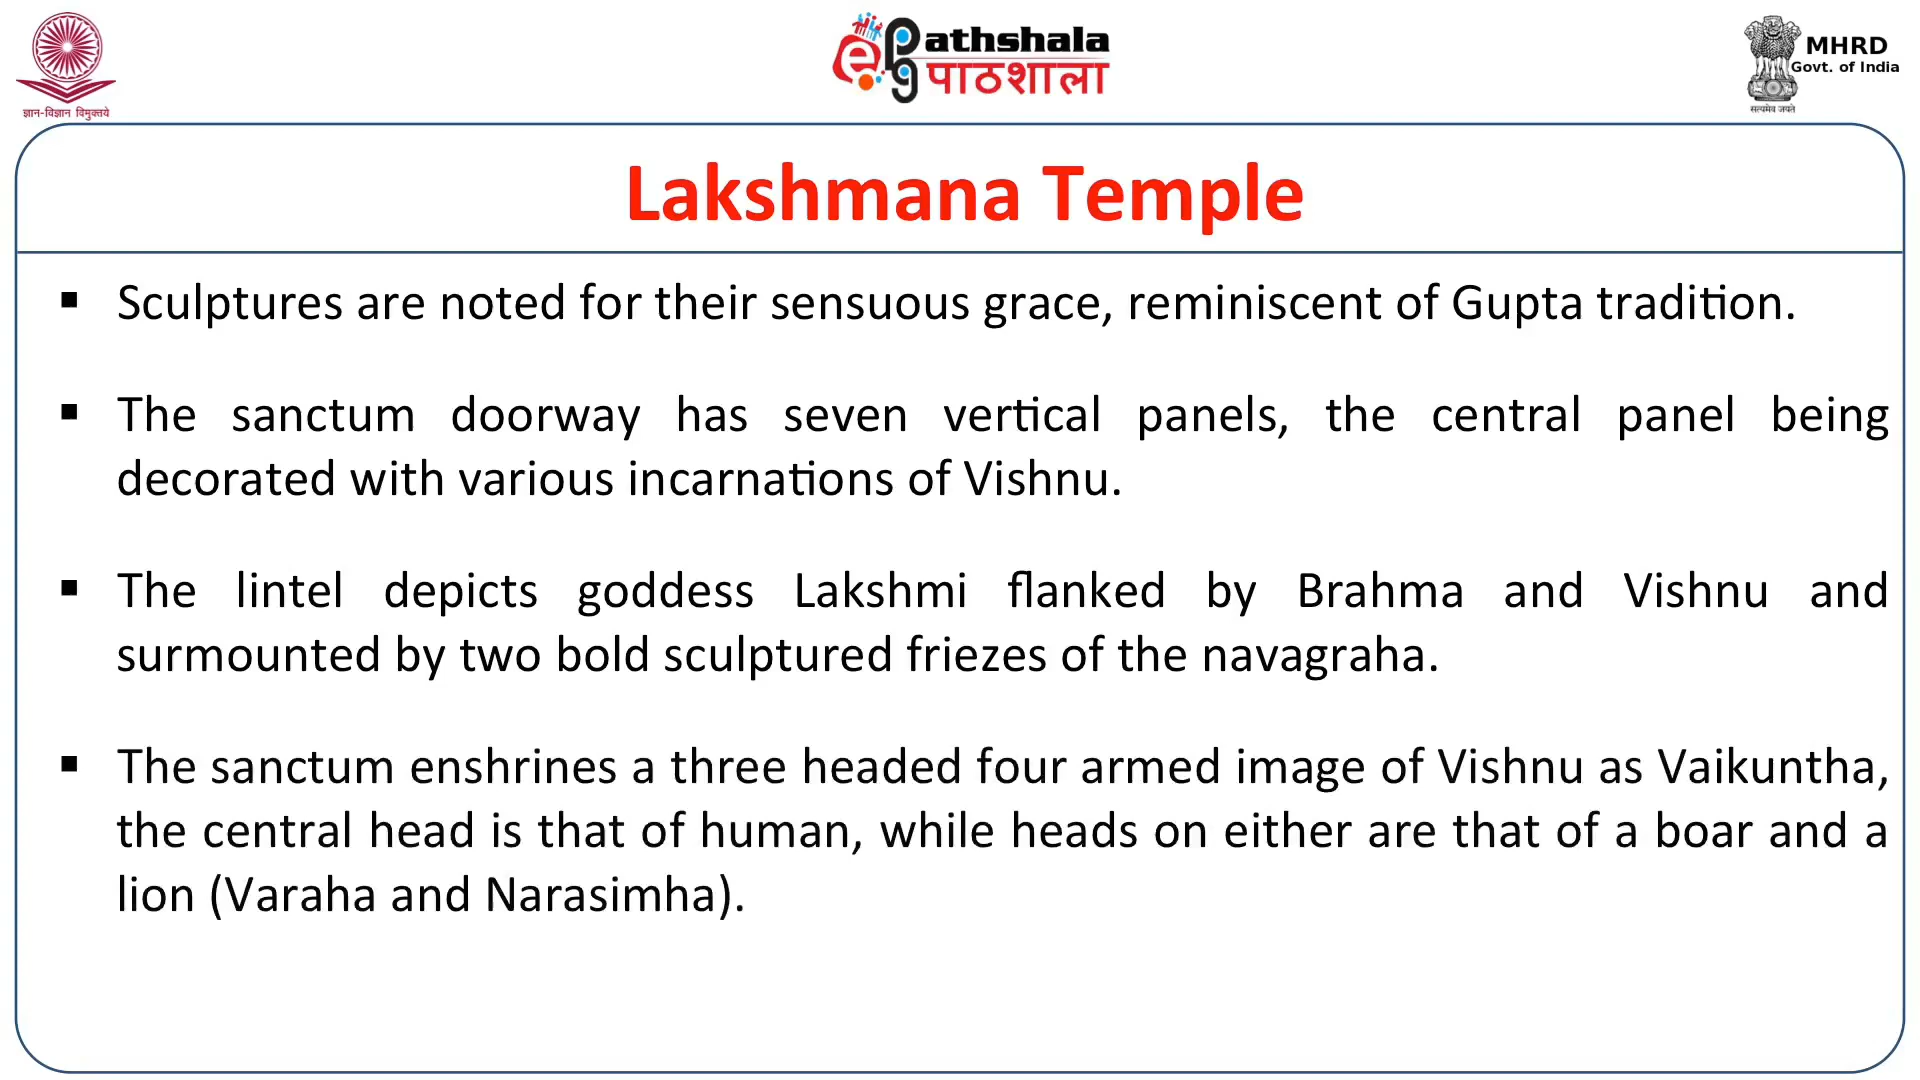 ज्ञान-विज्ञान विमुक्तये
e PG athshala
पाठशाला
MHRD
Govt. of India
सत्यमेव जयते
Lakshmana Temple
▪ Sculptures are noted for their sensuous grace, reminiscent of Gupta tradition.
▪ The sanctum doorway has seven vertical panels, the central panel being
decorated with various incarnations of Vishnu.
▪ The lintel depicts goddess Lakshmi flanked by Brahma and Vishnu and
surmounted by two bold sculptured friezes of the navagraha.
▪ The sanctum enshrines a three headed four armed image of Vishnu as Vaikuntha,
the central head is that of human, while heads on either are that of a boar and a
lion (Varaha and Narasimha).